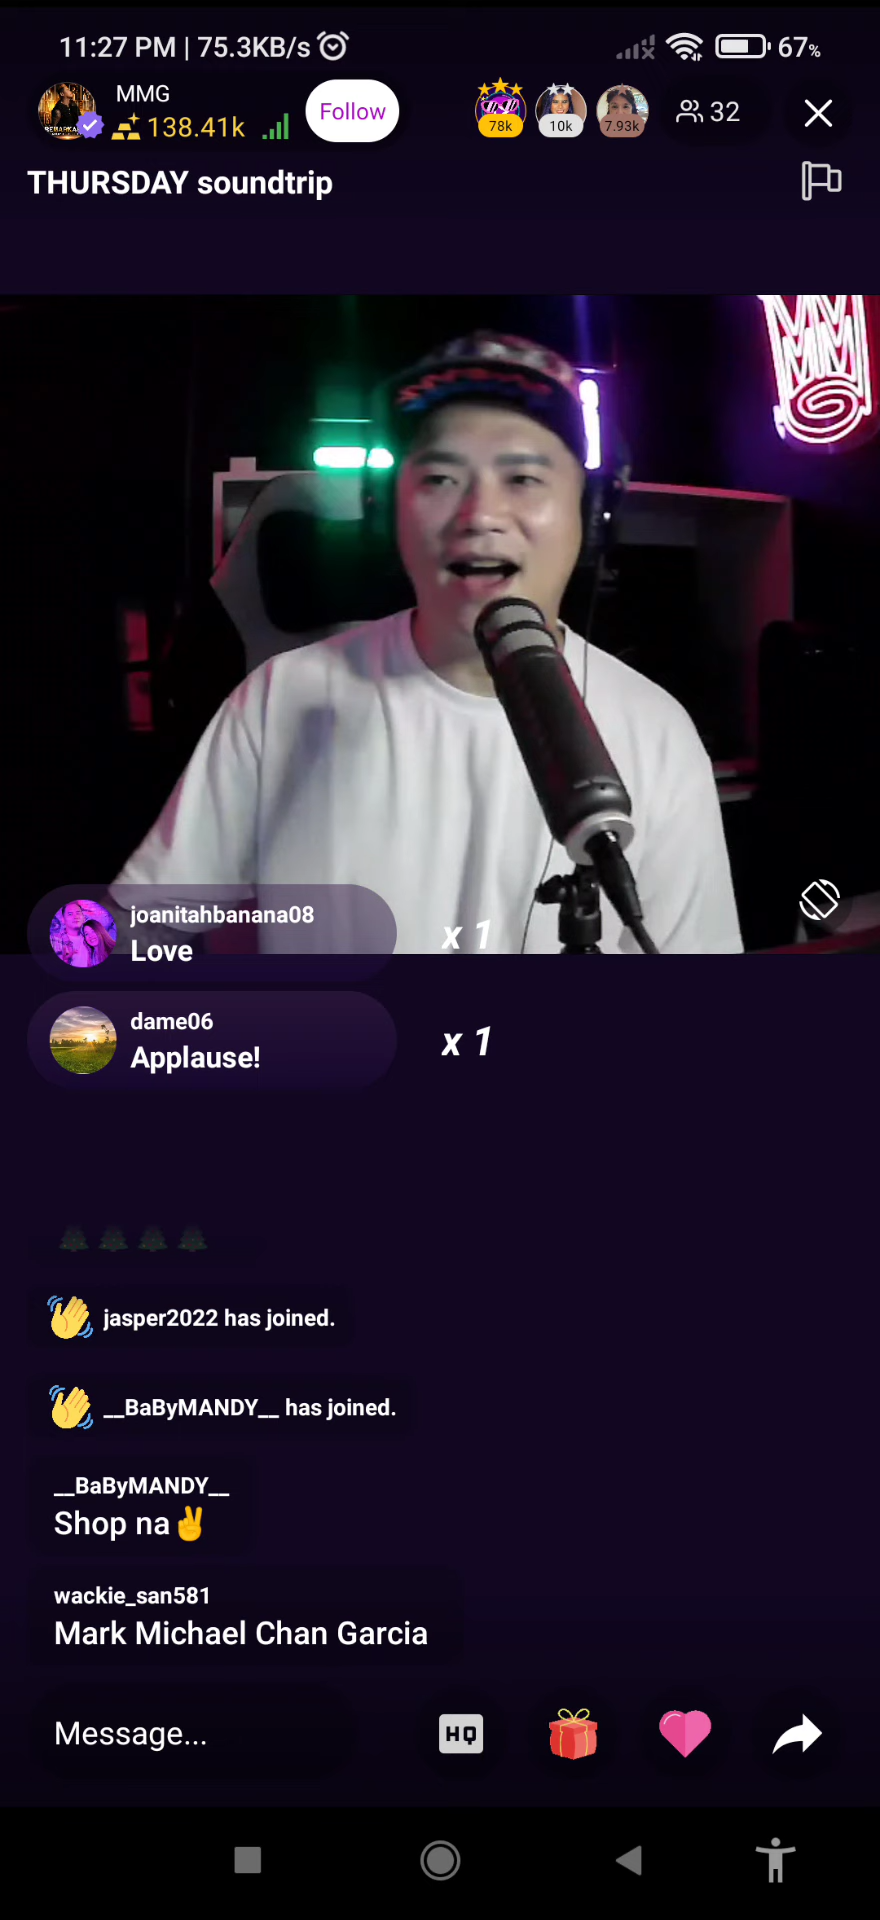 11:27 PM | 75.3KB/s
67%
MMG
138.41k
Follow
78k
10k
7.93k
32
THURSDAY soundtrip
joanitahbanana08
Love
x 1
dame06
Applause!
x 1
jasper2022 has joined.
__BaByMANDY__ has joined.
__BaByMANDY__
Shop na✌
wackie_san581
Mark Michael Chan Garcia
Message...
HQ